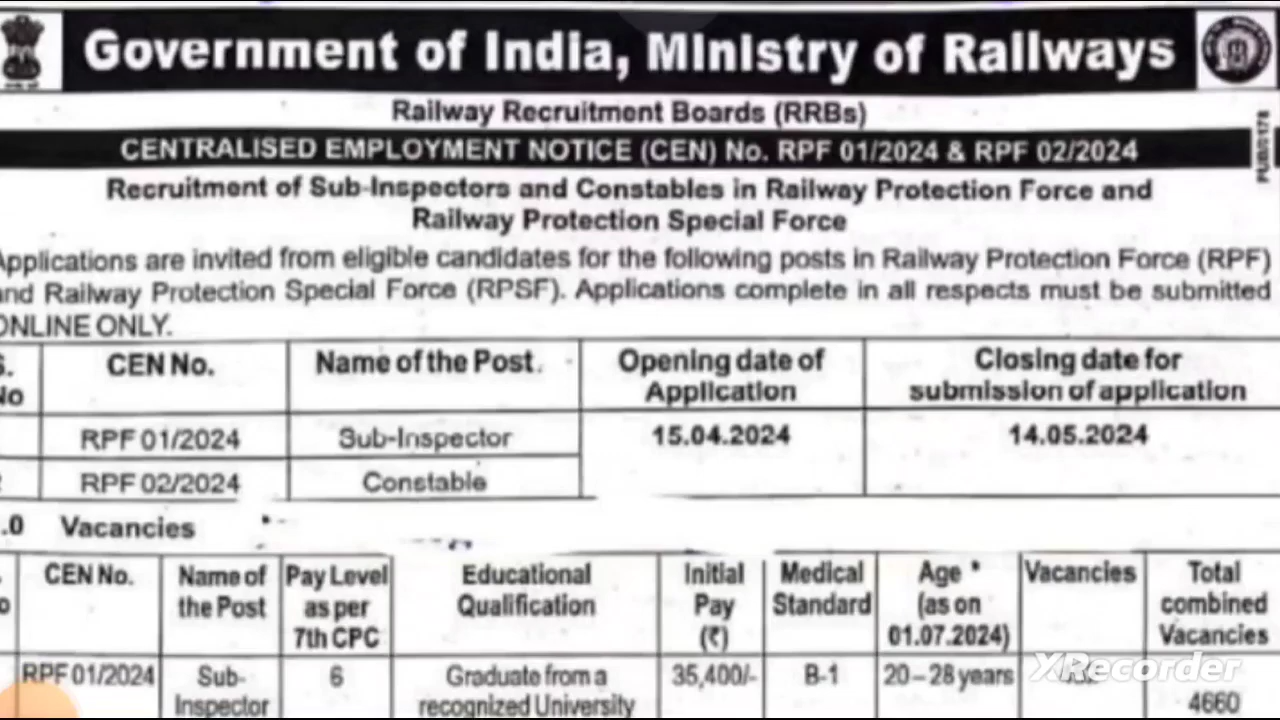 Government of India, Ministry of Railways
Railway Recruitment Boards (RRBs)
CENTRALISED EMPLOYMENT NOTICE (CEN) No. RPF 01/2024 & RPF 02/2024
PUB/0178
Recruitment of Sub-Inspectors and Constables in Railway Protection Force and
Railway Protection Special Force
Applications are invited from eligible candidates for the following posts in Railway Protection Force (RPF)
and Railway Protection Special Force (RPSF). Applications complete in all respects must be submitted
ONLINE ONLY.
S. CEN No. Name of the Post. Opening date of Closing date for
No Application submission of application
RPF 01/2024 Sub-Inspector 15.04.2024 14.05.2024
RPF 02/2024 Constable
.0 Vacancies
CEN No. Name of Pay Level Educational Initial Medical Age * Vacancies Total
the Post as per Qualification Pay Standard (as on combined
7th CPC (₹) 01.07.2024) Vacancies
RPF 01/2024 Sub- 6 Graduate from a 35,400/- B-1 20–28 years
Inspector recognized University 4660
XRecorder